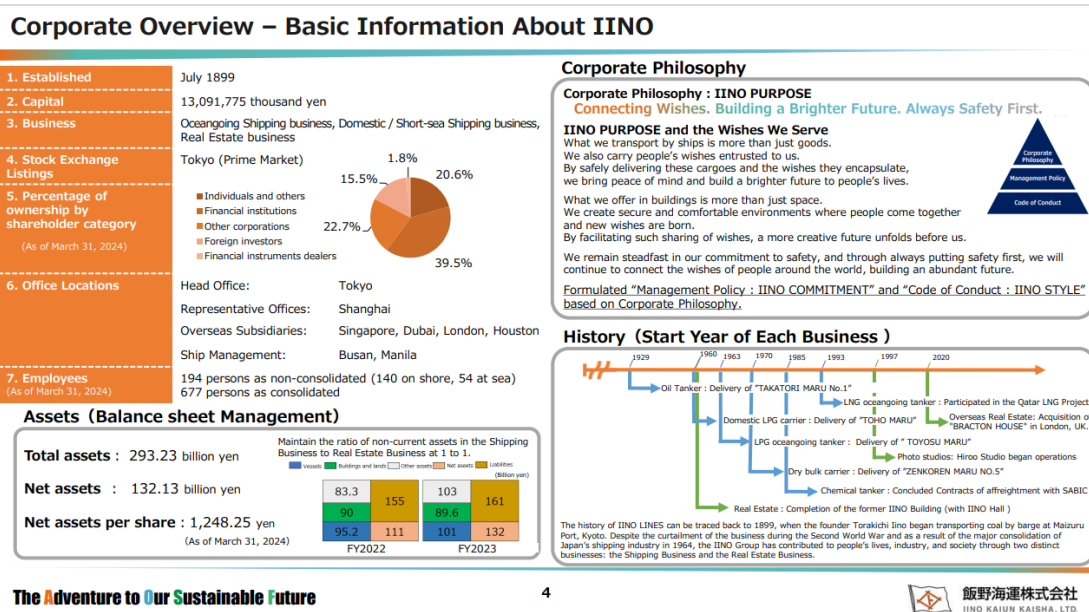 Corporate Overview – Basic Information About IINO
1. Established
July 1899
2. Capital
13,091,775 thousand yen
3. Business
Oceangoing Shipping business, Domestic / Short-sea Shipping business,
Real Estate business
4. Stock Exchange
Listings
Tokyo (Prime Market)
5. Percentage of
ownership by
shareholder category
(As of March 31, 2024)
Individuals and others
Financial institutions
Other corporations
Foreign investors
Financial instruments dealers
1.8%
20.6%
15.5%
22.7%
39.5%
6. Office Locations
Head Office: Tokyo
Representative Offices: Shanghai
Overseas Subsidiaries: Singapore, Dubai, London, Houston
Ship Management: Busan, Manila
7. Employees
(As of March 31, 2024)
194 persons as non-consolidated (140 on shore, 54 at sea)
677 persons as consolidated
Assets（Balance sheet Management）
Total assets : 293.23 billion yen
Net assets : 132.13 billion yen
Net assets per share : 1,248.25 yen
(As of March 31, 2024)
Maintain the ratio of non-current assets in the Shipping
Business to Real Estate Business at 1 to 1.
Vessels Buildings and lands Other assets Net assets Liabilities
(Billion yen)
83.3 155 103 161
90 89.6
95.2 111 101 132
FY2022 FY2023
Corporate Philosophy
Corporate Philosophy : IINO PURPOSE
Connecting Wishes. Building a Brighter Future. Always Safety First.
IINO PURPOSE and the Wishes We Serve
What we transport by ships is more than just goods.
We also carry people's wishes entrusted to us.
By safely delivering these cargoes and the wishes they encapsulate,
we bring peace of mind and build a brighter future to people's lives.
What we offer in buildings is more than just space.
We create secure and comfortable environments where people come together
and new wishes are born.
By facilitating such sharing of wishes, a more creative future unfolds before us.
We remain steadfast in our commitment to safety, and through always putting safety first, we will
continue to connect the wishes of people around the world, building an abundant future.
Formulated "Management Policy : IINO COMMITMENT" and "Code of Conduct : IINO STYLE"
based on Corporate Philosophy.
Corporate
Philosophy
Management Policy
Code of Conduct
History（Start Year of Each Business ）
1929 1960 1963 1970 1985 1993 1997 2020
Oil Tanker : Delivery of "TAKATORI MARU No.1"
LNG oceangoing tanker : Participated in the Qatar LNG Project
Domestic LPG carrier : Delivery of "TOHO MARU"
Overseas Real Estate: Acquisition of
"BRACTON HOUSE" in London, UK.
LPG oceangoing tanker : Delivery of " TOYOSU MARU"
Photo studios: Hiroo Studio began operations
Dry bulk carrier : Delivery of "ZENKOREN MARU NO.5"
Chemical tanker : Concluded Contracts of affreightment with SABIC
Real Estate : Completion of the former IINO Building (with IINO Hall )
The history of IINO LINES can be traced back to 1899, when the founder Torakichi Iino began transporting coal by barge at Maizuru
Port, Kyoto. Despite the curtailment of the business during the Second World War and as a result of the major consolidation of
Japan's shipping industry in 1964, the IINO Group has contributed to people's lives, industry, and society through two distinct
businesses: the Shipping Business and the Real Estate Business.
The Adventure to Our Sustainable Future
4
飯野海運株式会社
IINO KAIUN KAISHA, LTD.